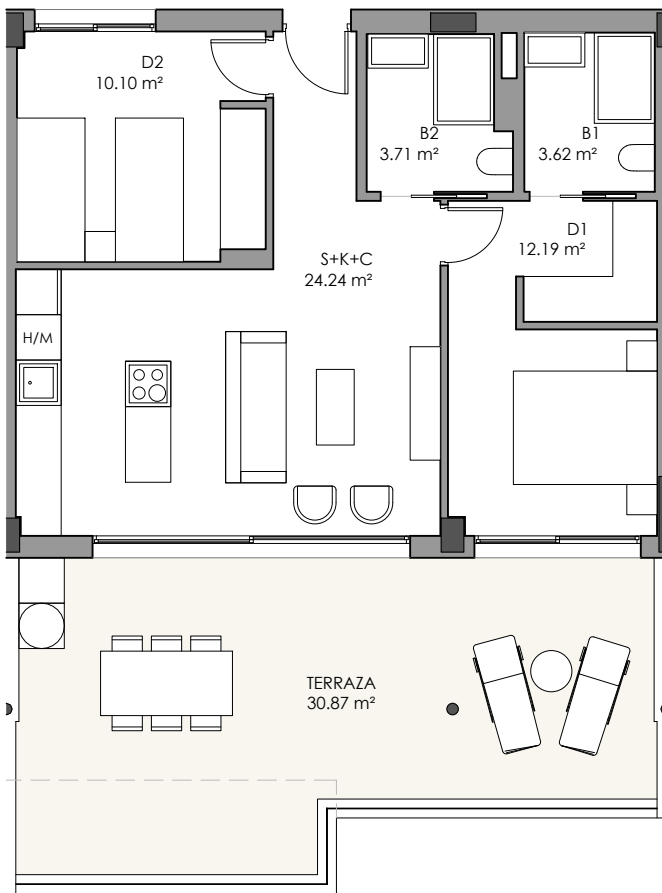 D2
10.10 m²
B2
3.71 m²
B1
3.62 m²
D1
12.19 m²
S+K+C
24.24 m²
H/M
TERRAZA
30.87 m²